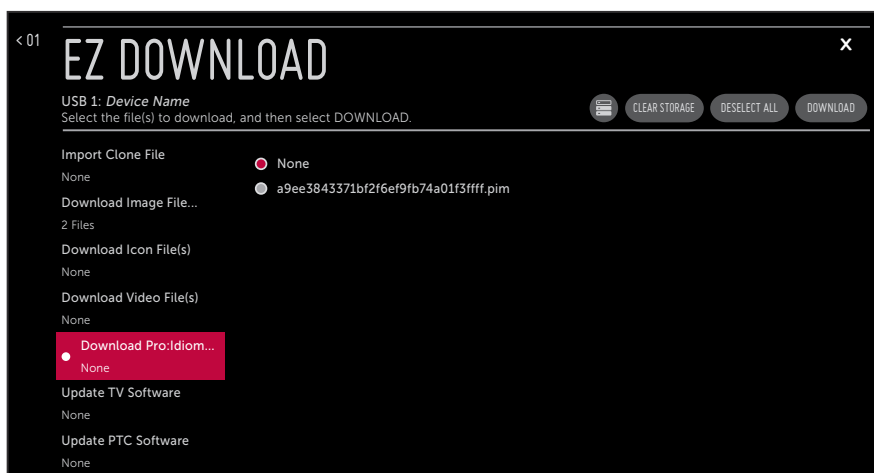 < 01
EZ DOWNLOAD
X
USB 1: Device Name
Select the file(s) to download, and then select DOWNLOAD.
CLEAR STORAGE
DESELECT ALL
DOWNLOAD
Import Clone File
None
Download Image File...
2 Files
Download Icon File(s)
None
Download Video File(s)
None
Download Pro:Idiom...
None
Update TV Software
None
Update PTC Software
None
None
a9ee3843371bf2f6ef9fb74a01f3ffff.pim